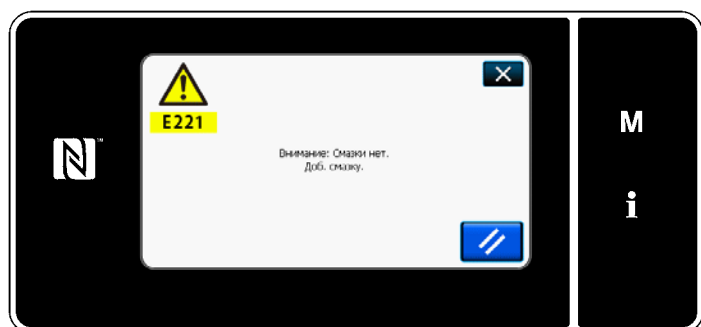 E221
Внимание: Смазки нет.
Доб. смазку.
M
i